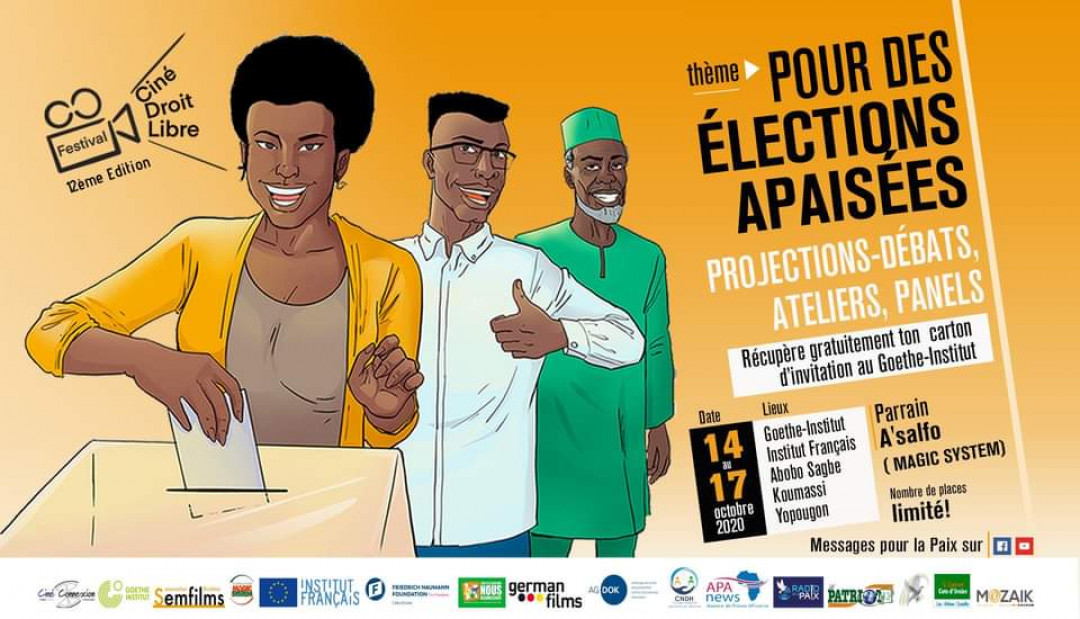 Ciné
Droit
Libre
Festival
12ème Edition
thème
POUR DES
ÉLECTIONS
APAISÉES
PROJECTIONS-DÉBATS,
ATELIERS, PANELS
Récupère gratuitement ton carton
d'invitation au Goethe-Institut
Date
14
au
17
octobre
2020
Lieux
Goethe-Institut
Institut Français
Abobo Sagbe
Koumassi
Yopougon
Parrain
A'salfo
( MAGIC SYSTEM)
Nombre de places
limité!
Messages pour la Paix sur
Ciné Connexion
GOETHE
INSTITUT
Semfilms
INSTITUT
FRANÇAIS
FRIEDRICH NAUMANN
FOUNDATION
NOUS
german
films
AG
DOK
CNDH
APA
news
RADIO
PAIX
MOZAIK